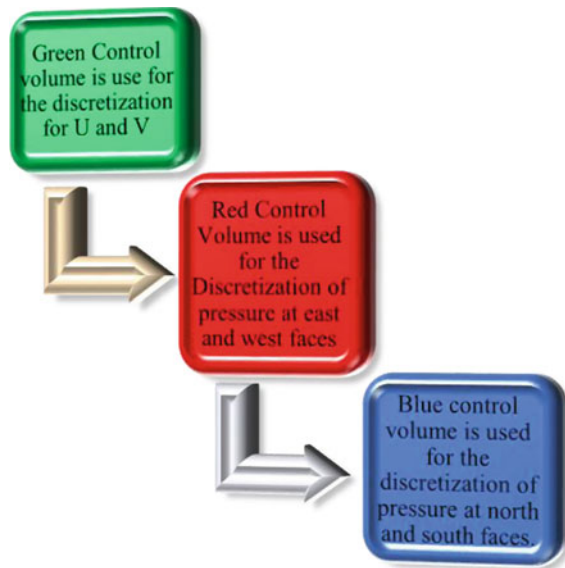 Green Control
volume is use for
the discretization
for U and V
Red Control
Volume is used
for the
Discretization of
pressure at east
and west faces
Blue control
volume is used
for the
discretization of
pressure at north
and south faces.